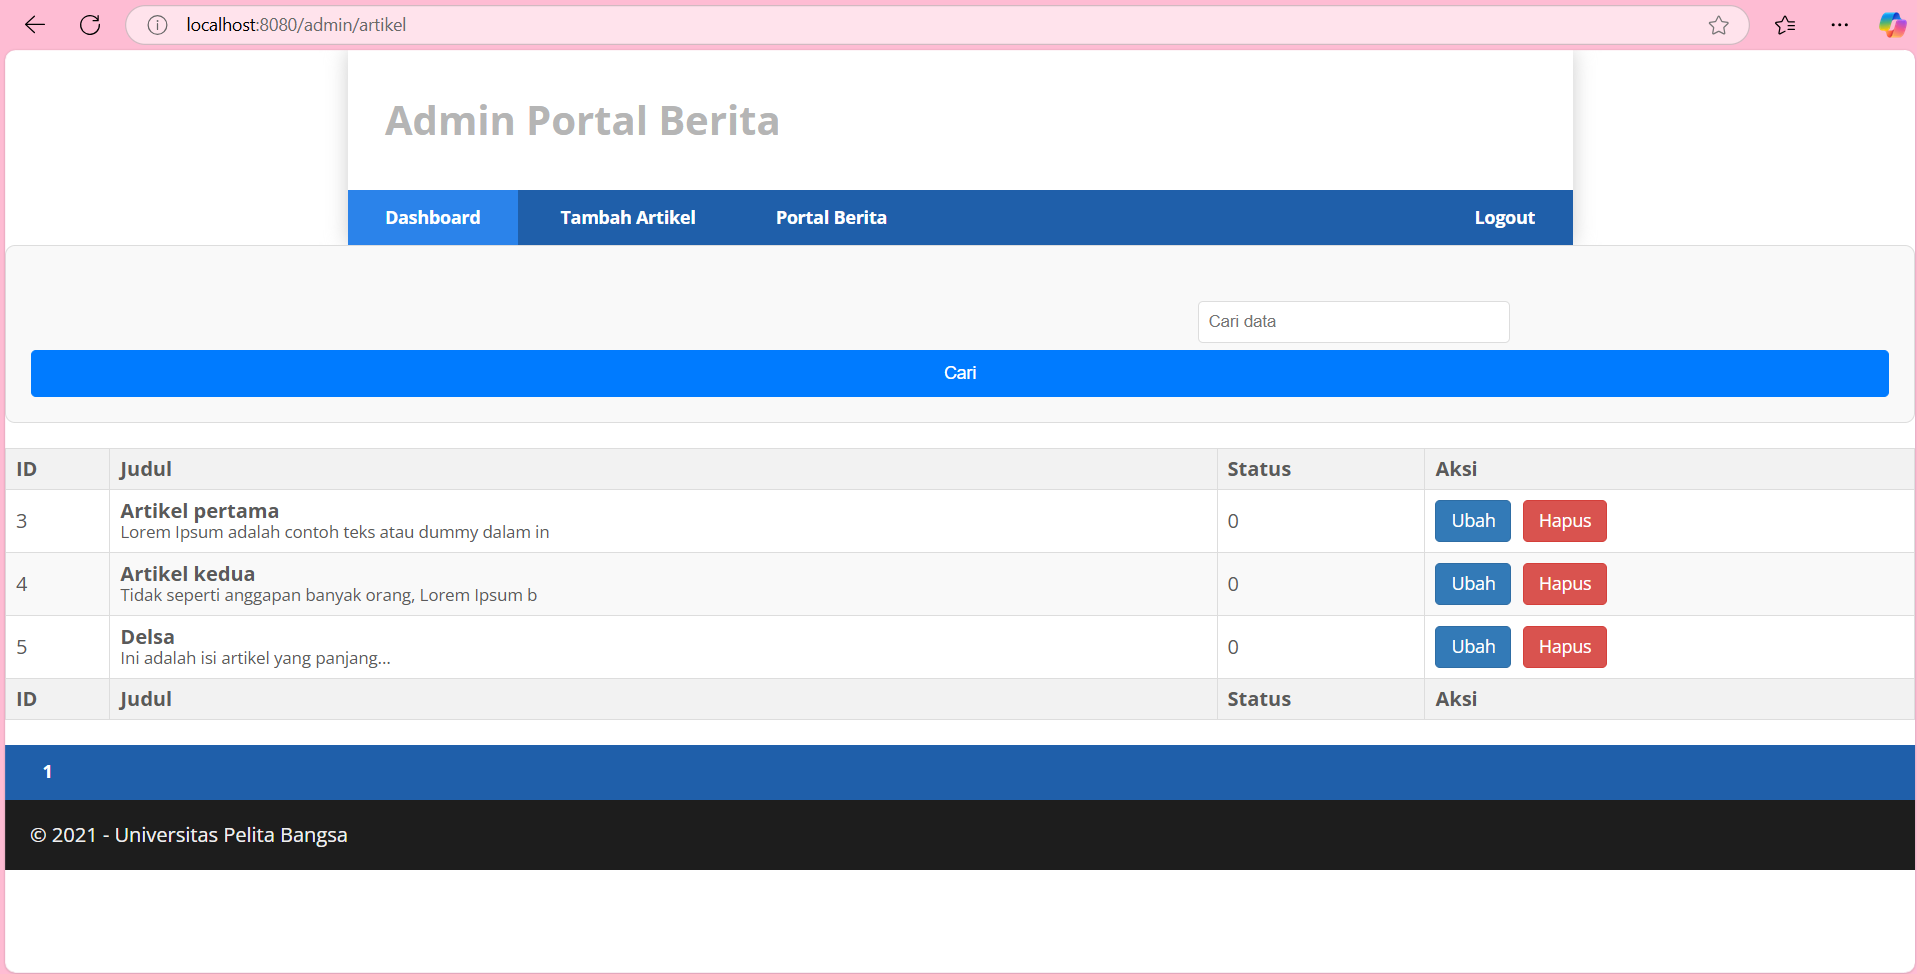 localhost:8080/admin/artikel
Admin Portal Berita
Dashboard Tambah Artikel Portal Berita Logout
Cari data
Cari
ID Judul Status Aksi
3 Artikel pertama 0 Ubah Hapus
Lorem Ipsum adalah contoh teks atau dummy dalam in
4 Artikel kedua 0 Ubah Hapus
Tidak seperti anggapan banyak orang, Lorem Ipsum b
5 Delsa 0 Ubah Hapus
Ini adalah isi artikel yang panjang...
ID Judul Status Aksi
1
© 2021 - Universitas Pelita Bangsa